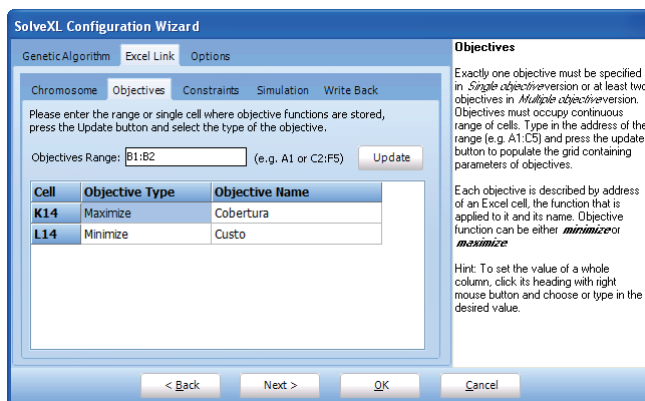 SolveXL Configuration Wizard
Genetic Algorithm Excel Link Options
Chromosome Objectives Constraints Simulation Write Back
Please enter the range or single cell where objective functions are stored,
press the Update button and select the type of the objective.
Objectives Range: B1:B2 (e.g. A1 or C2:F5) Update
Cell Objective Type Objective Name
K14 Maximize Cobertura
L14 Minimize Custo
< Back Next > OK Cancel
Objectives
Exactly one objective must be specified
in Single objectiveversion or at least two
objectives in Multiple objectiveversion.
Objectives must occupy continuous
range of cells. Type in the address of the
range (e.g. A1:C5) and press the update
button to populate the grid containing
parameters of objectives.
Each objective is described by address
of an Excel cell, the function that is
applied to it and its name. Objective
function can be either minimizeor
maximize
Hint: To set the value of a whole
column, click its heading with right
mouse button and choose or type in the
desired value.